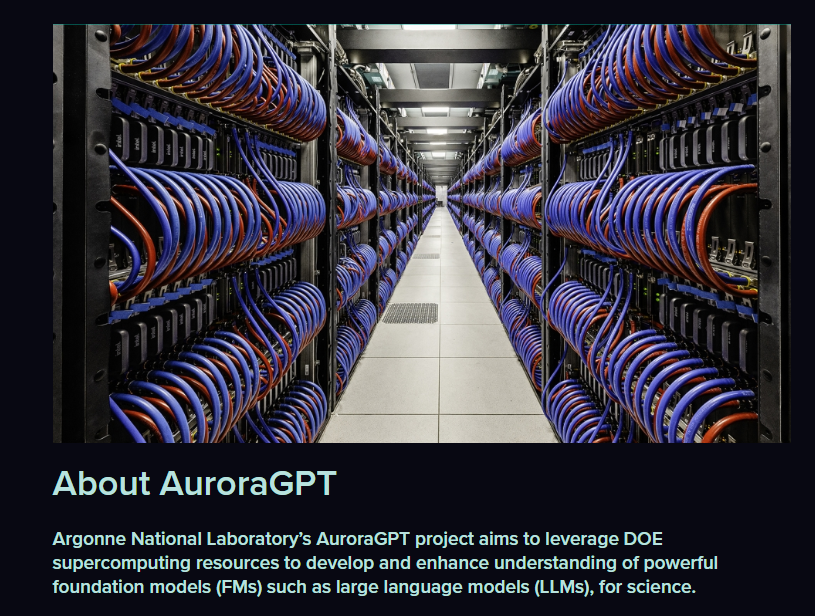 About AuroraGPT
Argonne National Laboratory's AuroraGPT project aims to leverage DOE
supercomputing resources to develop and enhance understanding of powerful
foundation models (FMs) such as large language models (LLMs), for science.